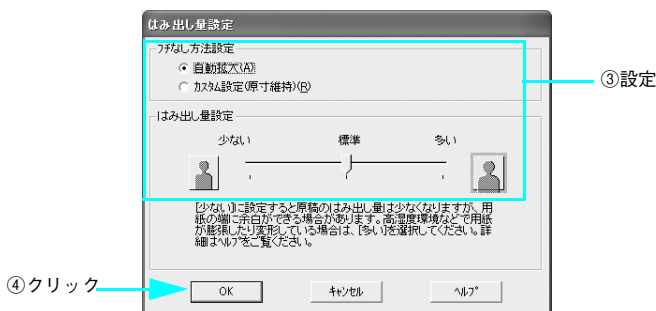 はみ出し量設定
フチなし方法設定
自動拡大(A)
カスタム設定(原寸維持)(R)
③設定
はみ出し量設定
少ない 標準 多い
[少ない]に設定すると原稿のはみ出し量は少なくなりますが、用
紙の端に余白ができる場合があります。高湿度環境などで用紙
が膨張したり変形している場合は、[多い]を選択してください。詳
細はヘルプをご覧ください。
④クリック
OK キャンセル ヘルプ